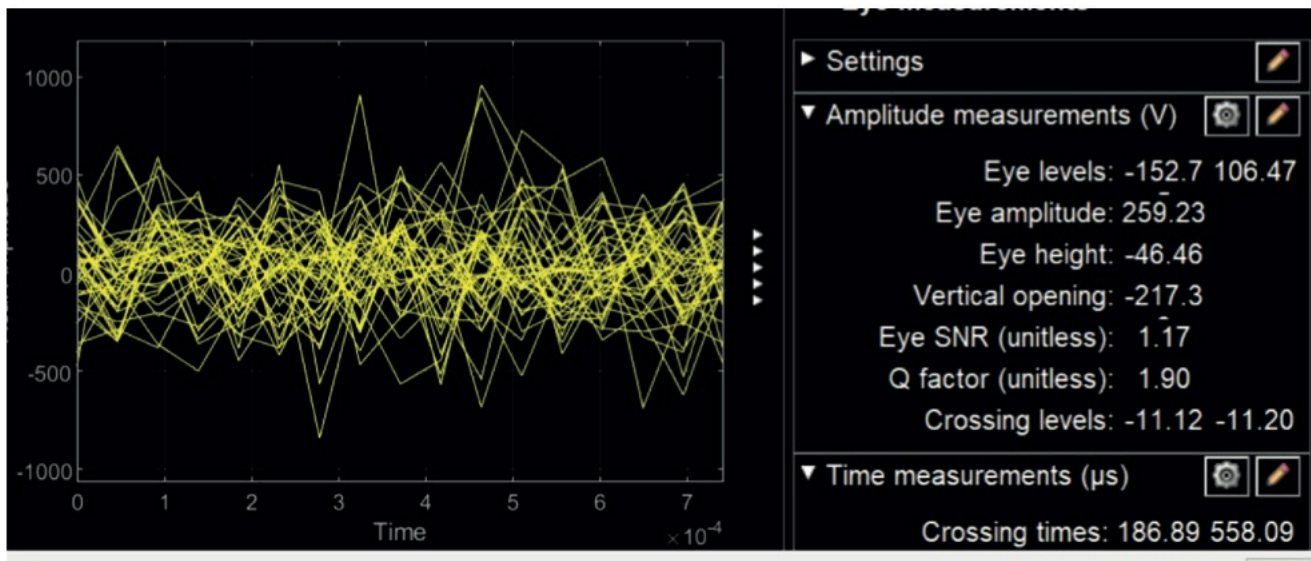 Settings
1000
Amplitude measurements (V)
500
Eye levels: -152.7 106.47
Eye amplitude: 259.23
0
Eye height: -46.46
Vertical opening: -217.3
Eye SNR (unitless): 1.17
-500
Q factor (unitless): 1.90
Crossing levels: -11.12 -11.20
-1000
Time measurements (µs)
0 1 2 3 4 5 6 7
Time
×10-4
Crossing times: 186.89 558.09